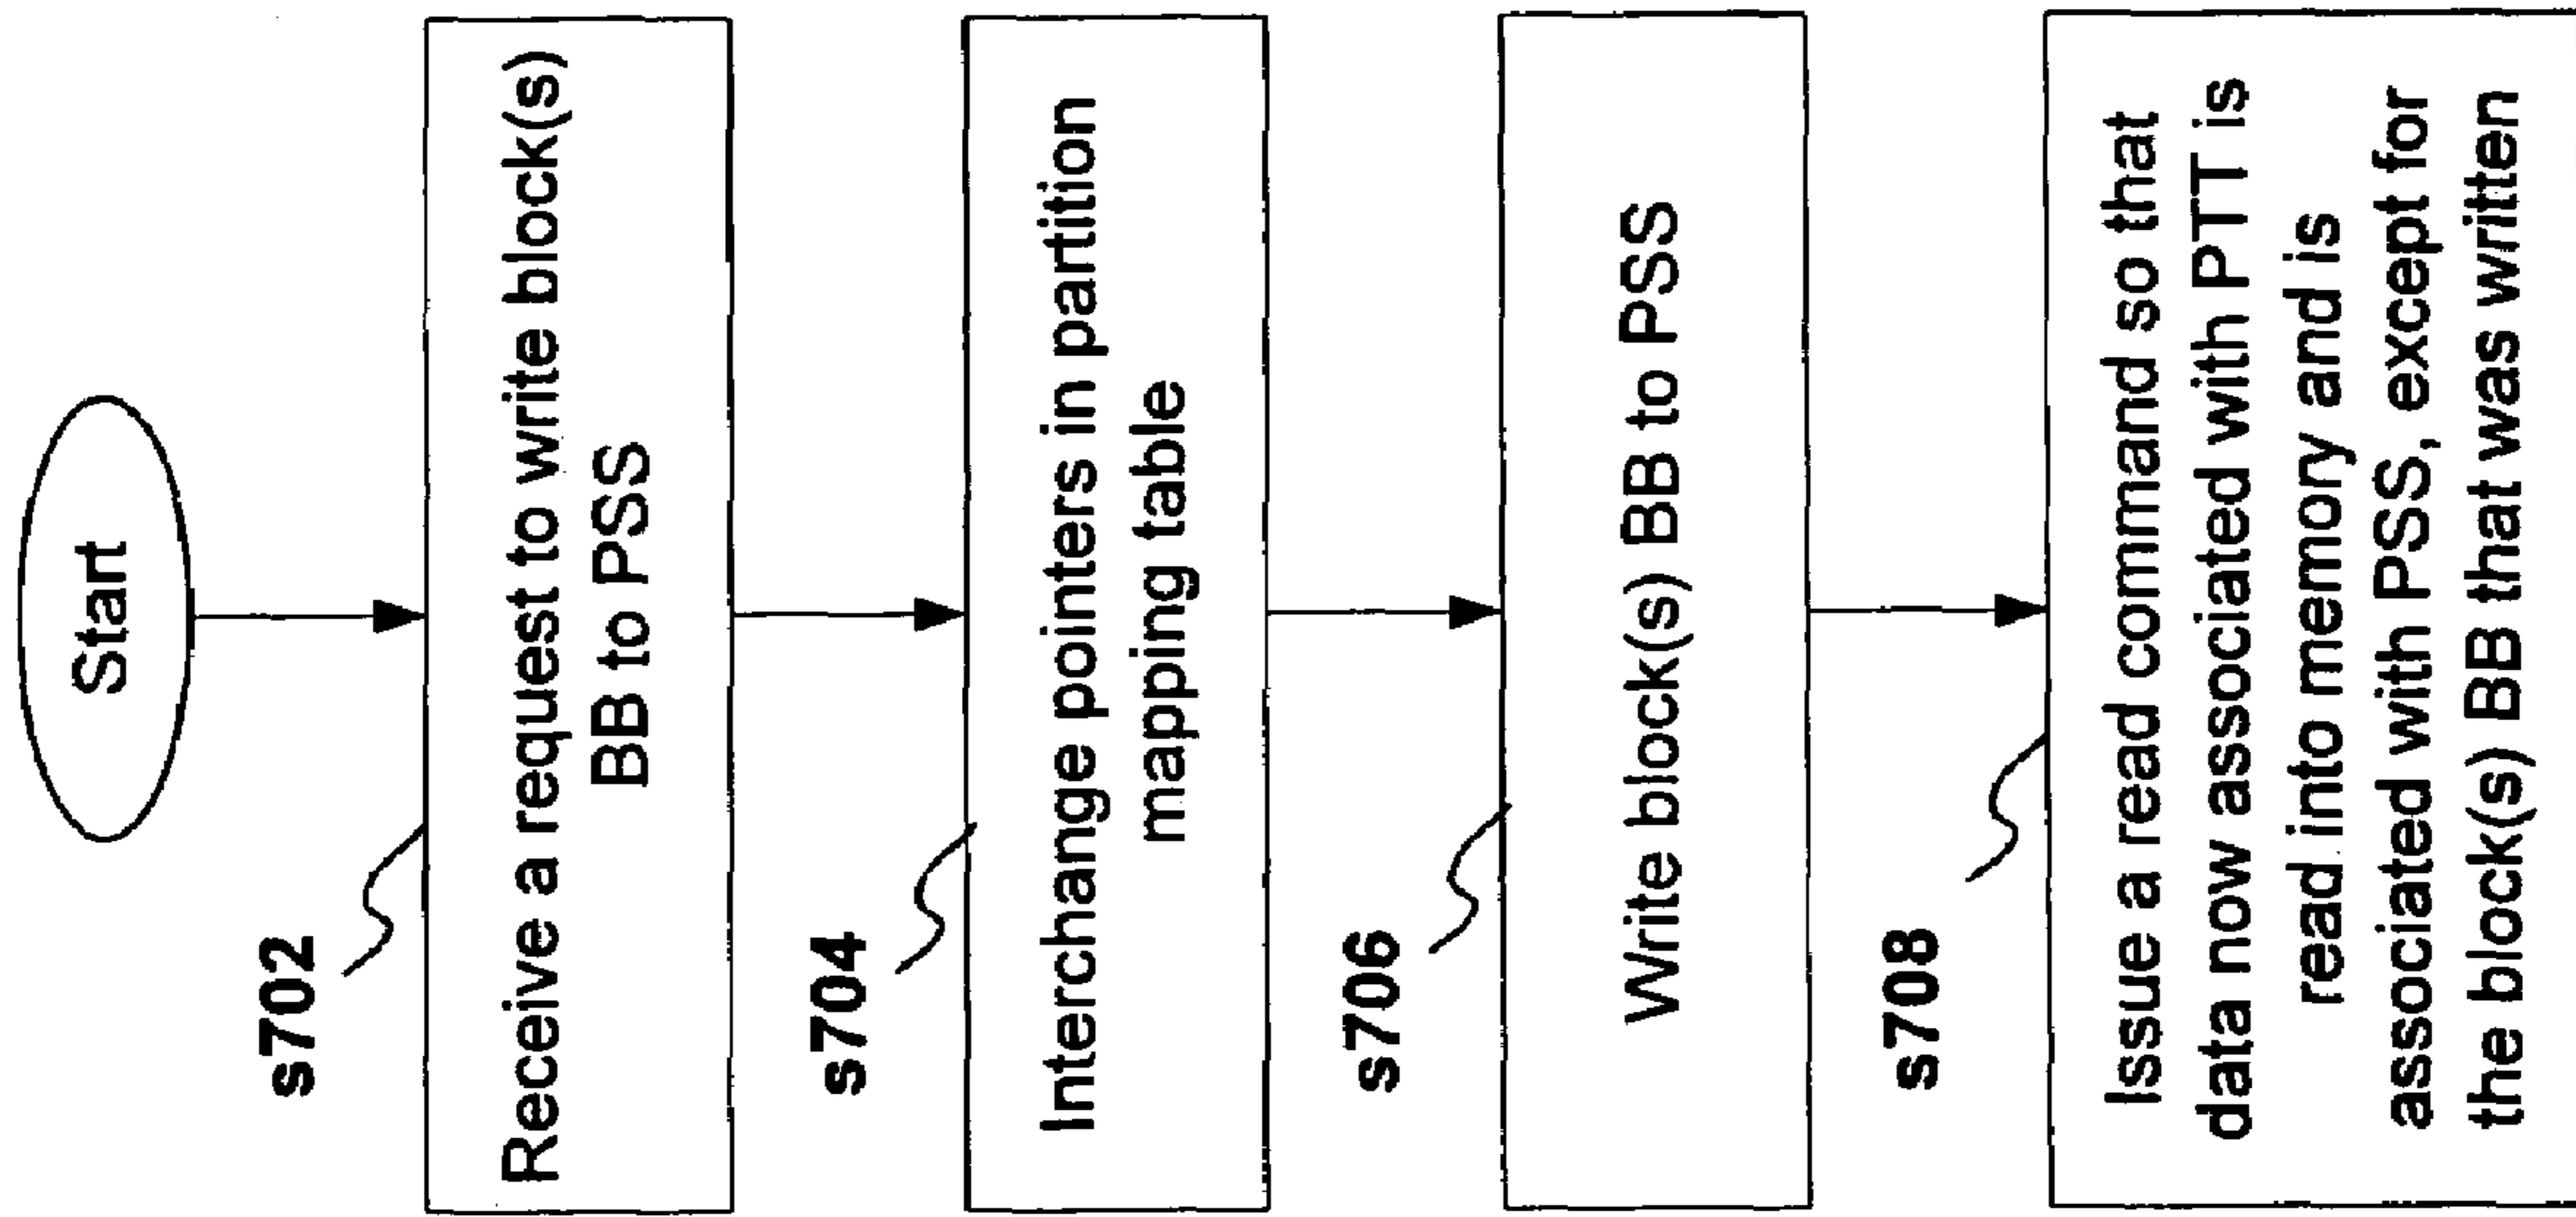 Start
s702
Receive a request to write block(s)
BB to PSS
s704
Interchange pointers in partition
mapping table
s706
Write block(s) BB to PSS
s708
Issue a read command so that
data now associated with PTT is
read into memory and is
associated with PSS, except for
the block(s) BB that was written